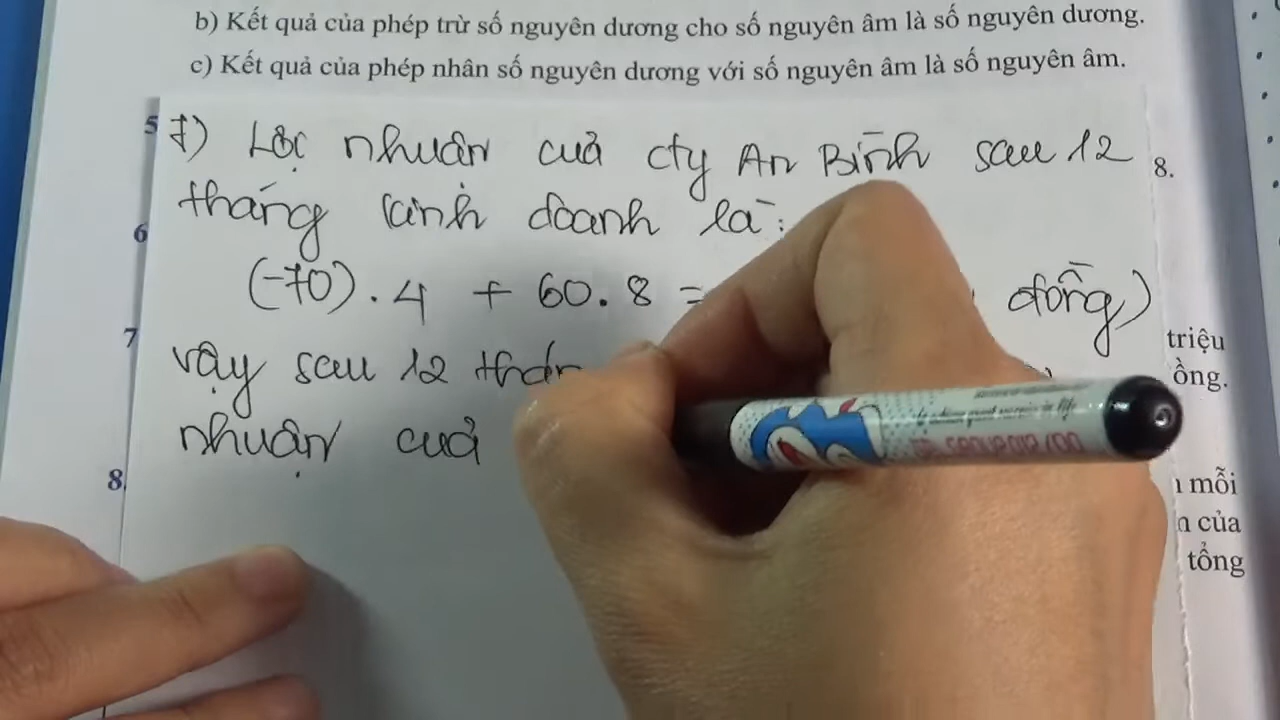 b) Kết quả của phép trừ số nguyên dương cho số nguyên âm là số nguyên dương.
c) Kết quả của phép nhân số nguyên dương với số nguyên âm là số nguyên âm.
5
7) Lợi nhuận của cty An Bình sau 12
8.
tháng kinh doanh là:
6
(-70).4 + 60.8 = đồng)
7
triệu
vậy sau 12
ồng.
nhuận của
8.
mỗi
của
tổng